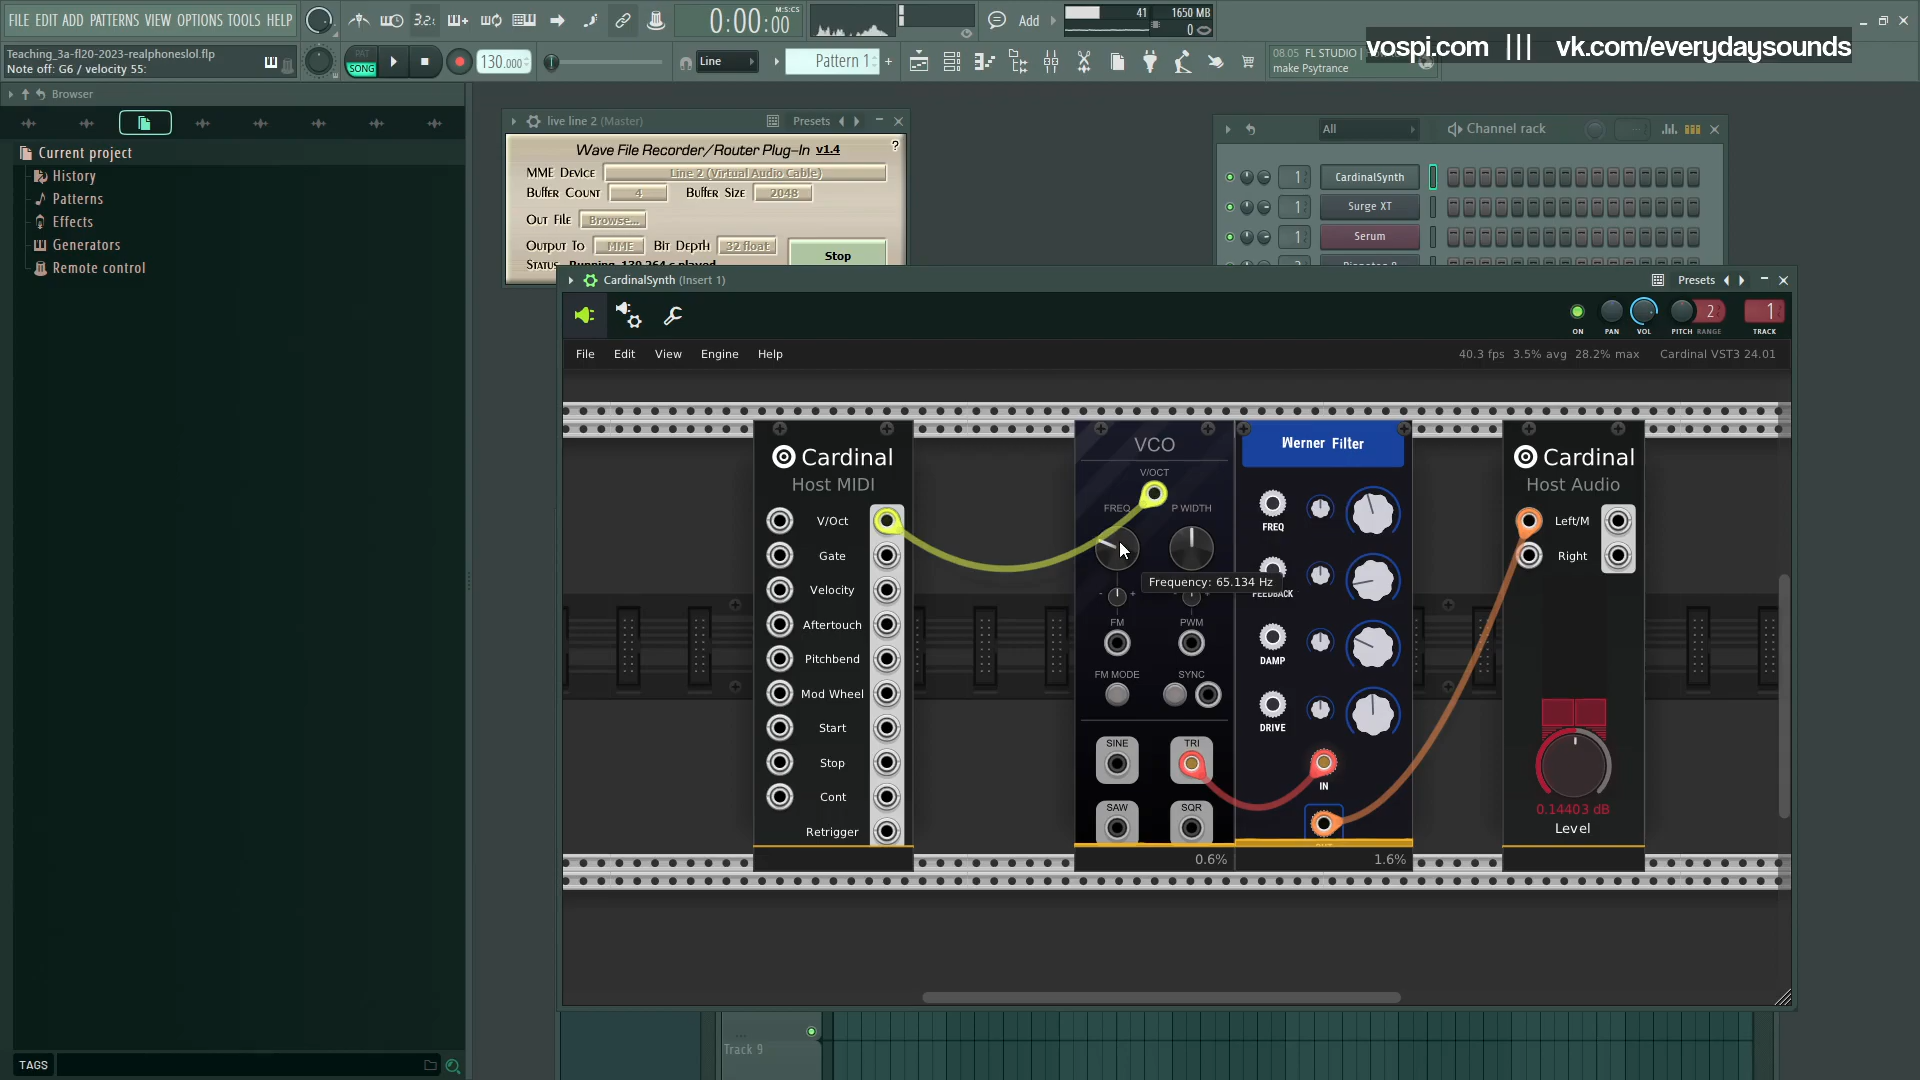 FILE EDIT ADD PATTERNS VIEW OPTIONS TOOLS HELP
3.2.
0:00:00
M:S:CS
Add
41
1650 MB
0
vospi.com ||| vk.com/everydaysounds
Teaching_3a-fl20-2023-realphoneslol.flp
Note off: G6 / velocity 55:
PAT
SONG
130.000
Line
Pattern 1
08.05 FL STUDIO |
make Psytrance
Browser
Current project
History
Patterns
Effects
Generators
Remote control
TAGS
live line 2 (Master)
Presets
Wave File Recorder/Router Plug-In v1.4
?
MME Device
Line 2 (Virtual Audio Cable)
Buffer Count
4
Buffer Size
2048
Out File
Browse...
Output To
MME
Bit Depth
32 float
Stop
All
Channel rack
1
CardinalSynth
1
Surge XT
1
Serum
CardinalSynth (Insert 1)
Presets
ON
PAN
VOL
PITCH
2
RANGE
1
TRACK
File
Edit
View
Engine
Help
40.3 fps 3.5% avg 28.2% max
Cardinal VST3 24.01
Cardinal
Host MIDI
V/Oct
Gate
Velocity
Aftertouch
Pitchbend
Mod Wheel
Start
Stop
Cont
Retrigger
VCO
V/OCT
FREQ
P WIDTH
Frequency: 65.134 Hz
- +
FM
PWM
FM MODE
SYNC
SINE
TRI
SAW
SQR
0.6%
Werner Filter
FREQ
FEEDBACK
DAMP
DRIVE
IN
1.6%
Cardinal
Host Audio
Left/M
Right
0.14403 dB
Level
Track 9